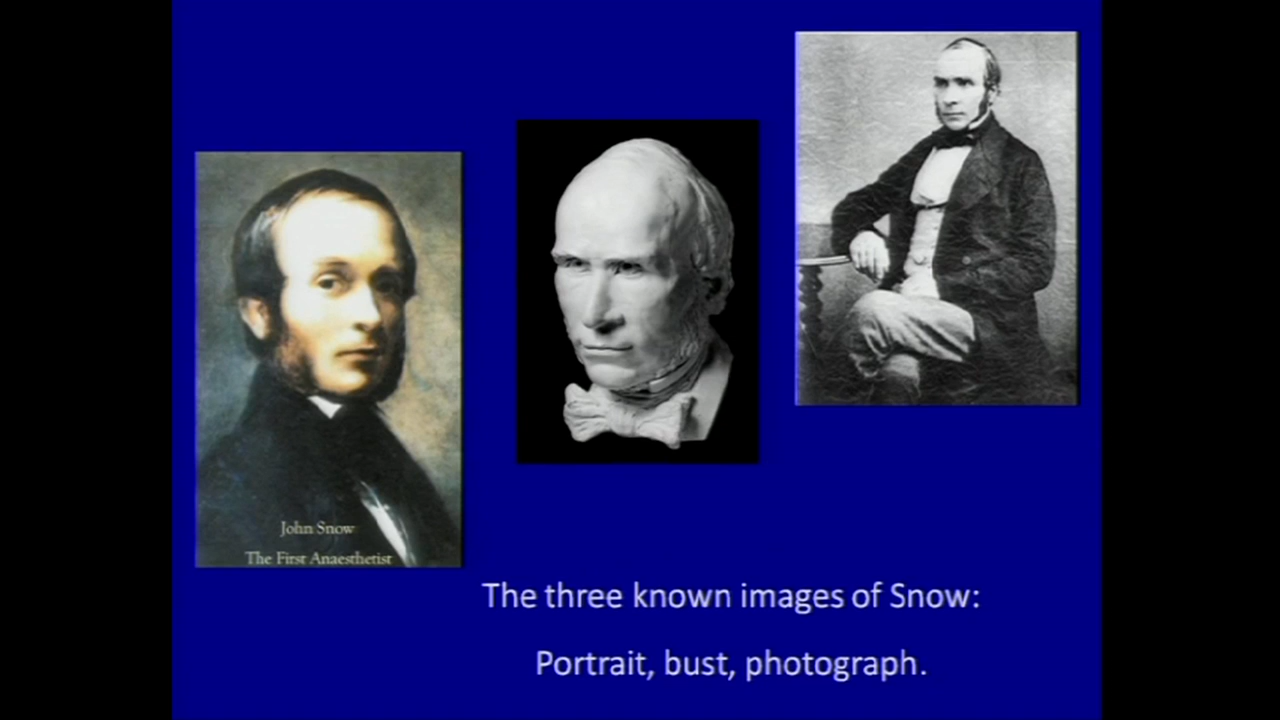 John Snow
The First Anaesthetist
The three known images of Snow:
Portrait, bust, photograph.